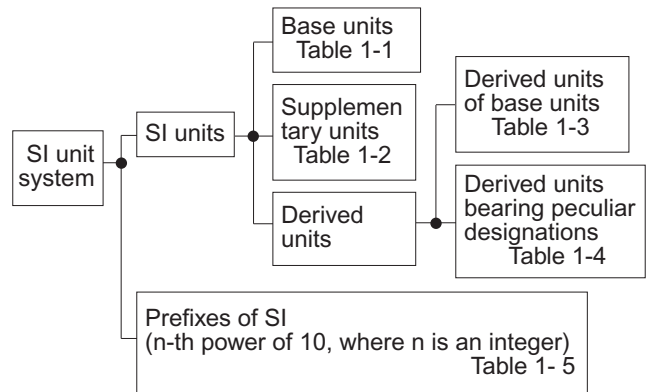 SI unit
system
SI units
Base units
Table 1-1
Supplemen
tary units
Table 1-2
Derived
units
Derived units
of base units
Table 1-3
Derived units
bearing peculiar
designations
Table 1-4
Prefixes of SI
(n-th power of 10, where n is an integer)
Table 1- 5